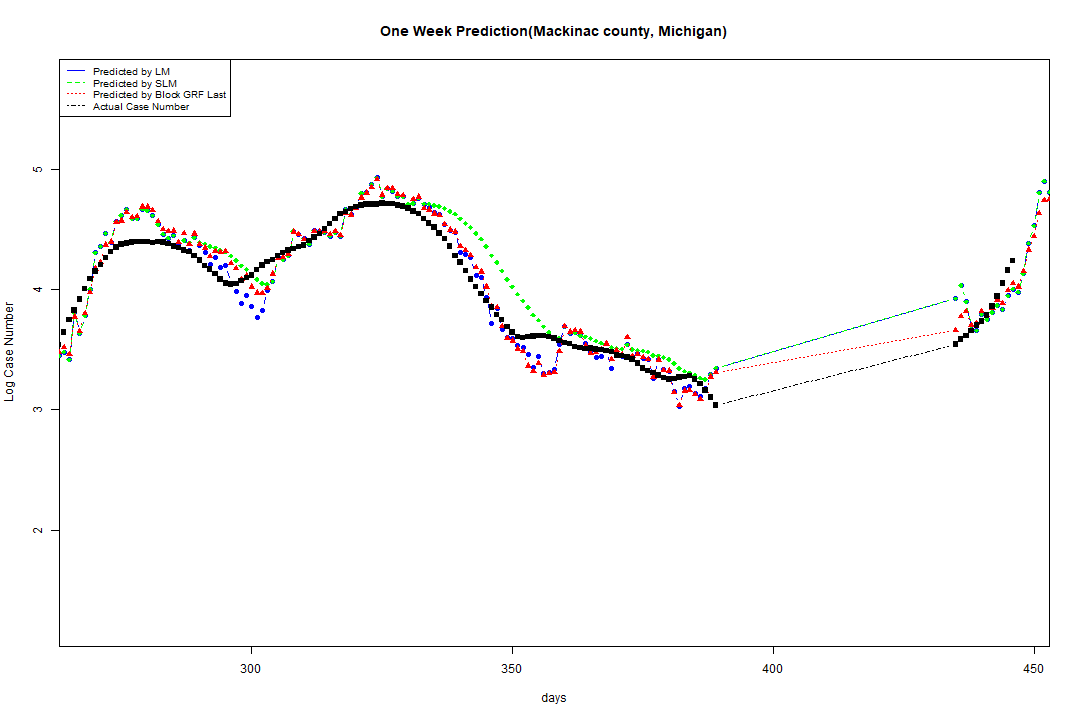 One Week Prediction(Mackinac county, Michigan)
Predicted by LM
Predicted by SLM
Predicted by Block GRF Last
Actual Case Number
5
4
3
2
Log Case Number
300
350
400
450
days